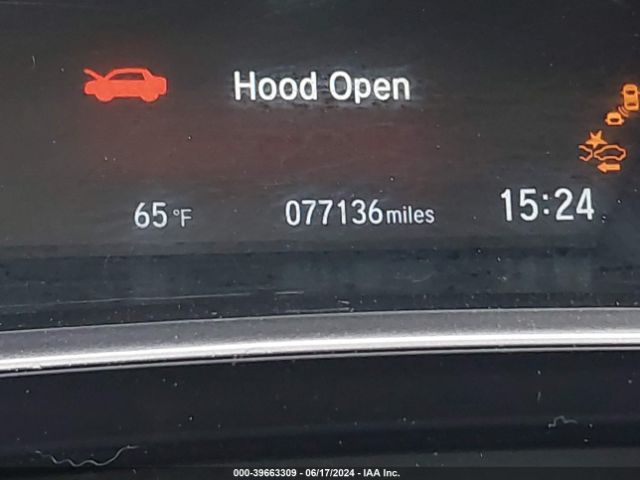 Hood Open
65°F 077136 miles 15:24
000-39663309 - 06/17/2024 - IAA Inc.